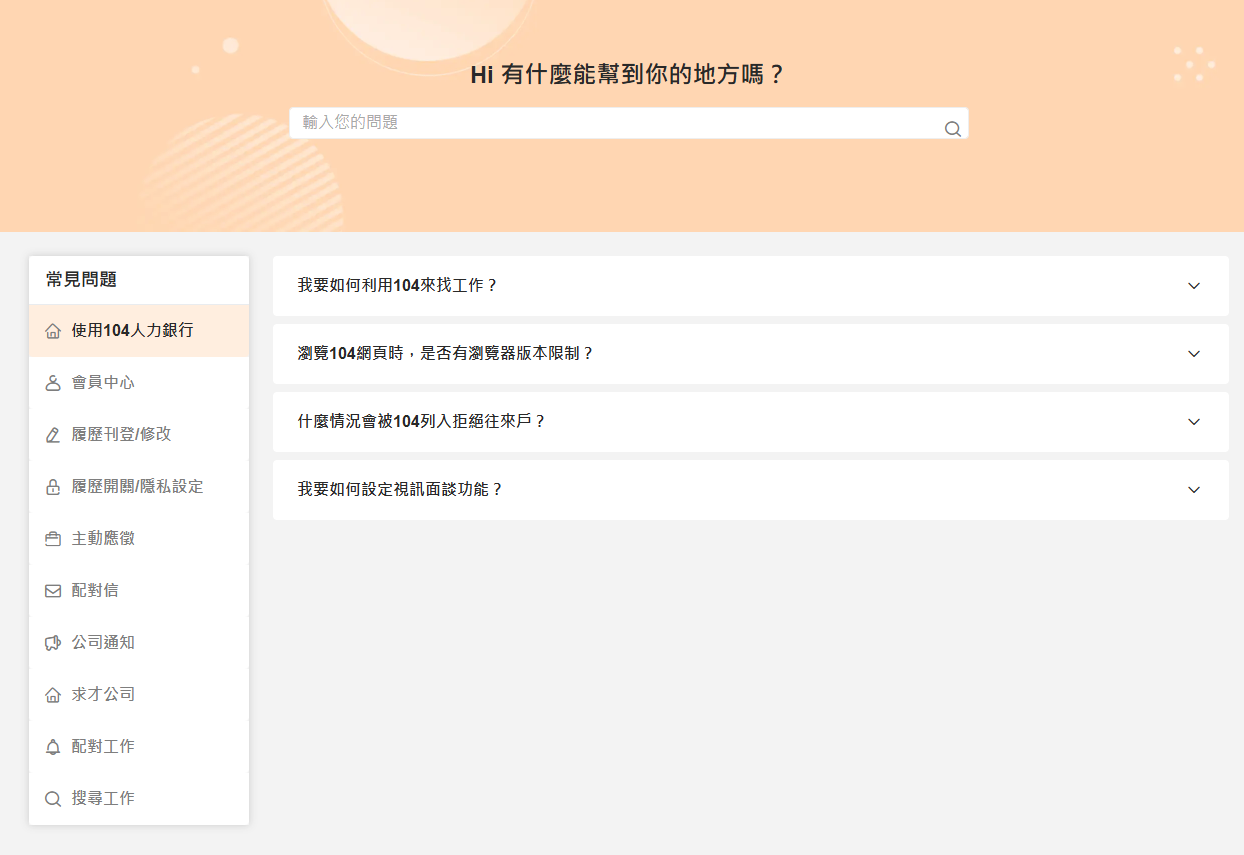 Hi 有什麼能幫到你的地方嗎？
輸入您的問題
常見問題
使用104人力銀行
會員中心
履歷刊登/修改
履歷開關/隱私設定
主動應徵
配對信
公司通知
求才公司
配對工作
搜尋工作
我要如何利用104來找工作？
瀏覽104網頁時，是否有瀏覽器版本限制？
什麼情況會被104列入拒絕往來戶？
我要如何設定視訊面談功能？